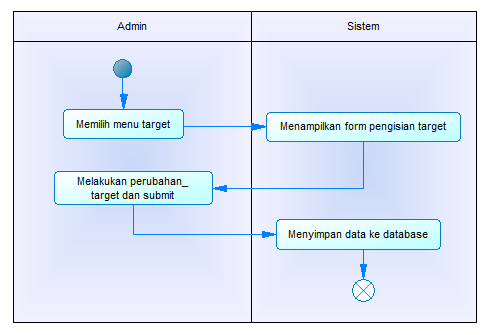 Admin
Sistem
Memilih menu target
Menampilkan form pengisian target
Melakukan perubahan_
target dan submit
Menyimpan data ke database